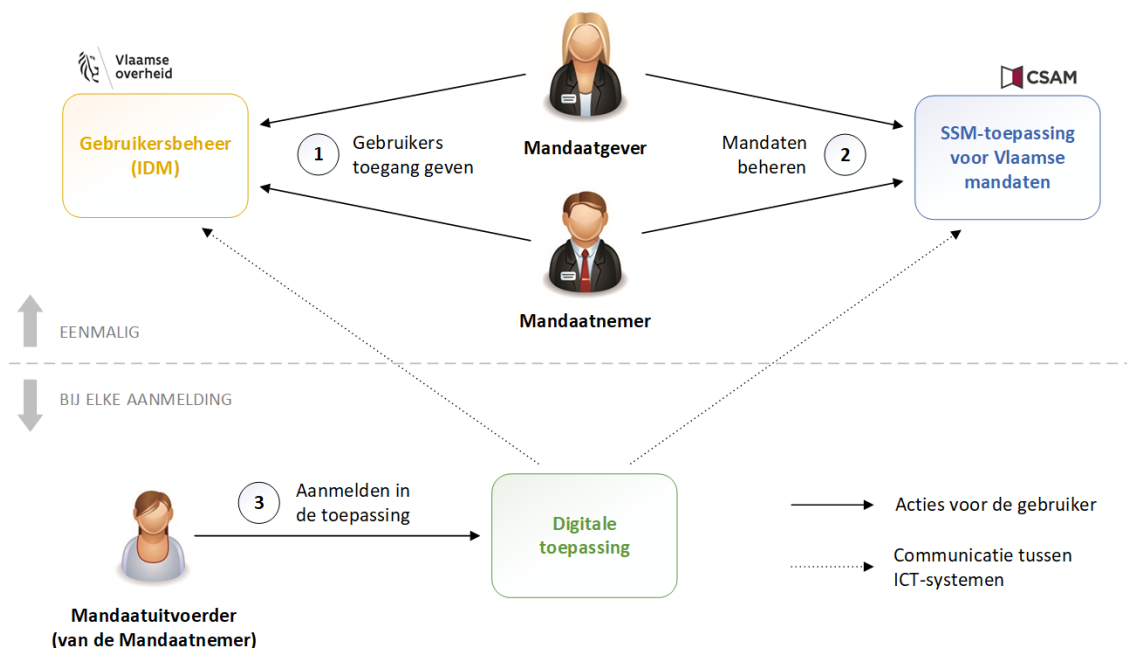 Vlaamse
overheid
CSAM
Gebruikersbeheer
(IDM)
1
Gebruikers
toegang geven
Mandaatgever
Mandaten
beheren
2
SSM-toepassing
voor Vlaamse
mandaten
Mandaatnemer
EENMALIG
BIJ ELKE AANMELDING
3
Aanmelden in
de toepassing
Digitale
toepassing
Acties voor de gebruiker
Communicatie tussen
ICT-systemen
Mandaatuitvoerder
(van de Mandaatnemer)